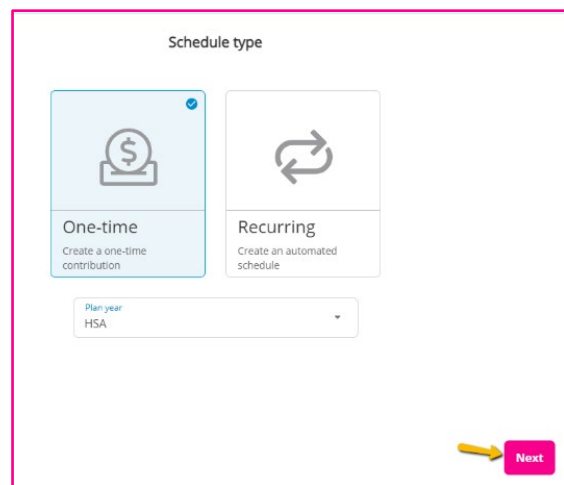 Schedule type
One-time
Create a one-time
contribution
Recurring
Create an automated
schedule
Plan year
HSA
Next